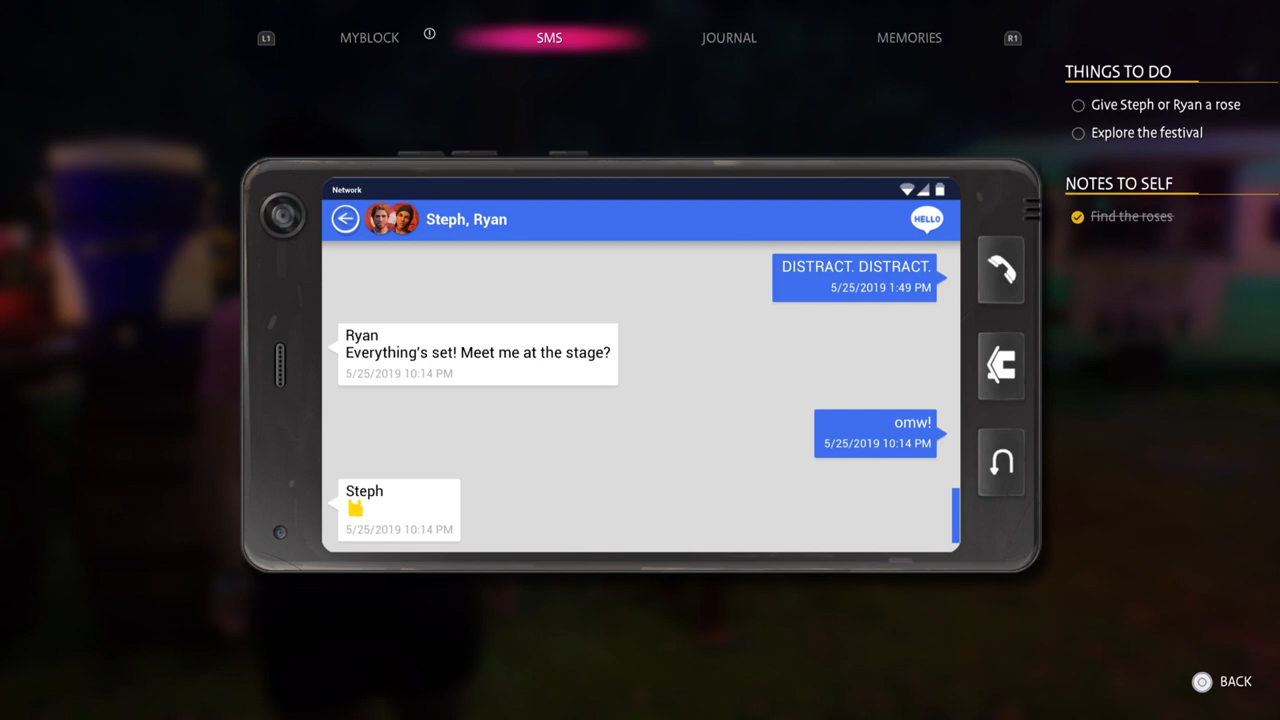 L1
MYBLOCK
SMS
JOURNAL
MEMORIES
R1
THINGS TO DO
Give Steph or Ryan a rose
Explore the festival
NOTES TO SELF
Find the roses
Network
Steph, Ryan
HELLO
DISTRACT. DISTRACT.
5/25/2019 1:49 PM
Ryan
Everything's set! Meet me at the stage?
5/25/2019 10:14 PM
omw!
5/25/2019 10:14 PM
Steph
5/25/2019 10:14 PM
BACK